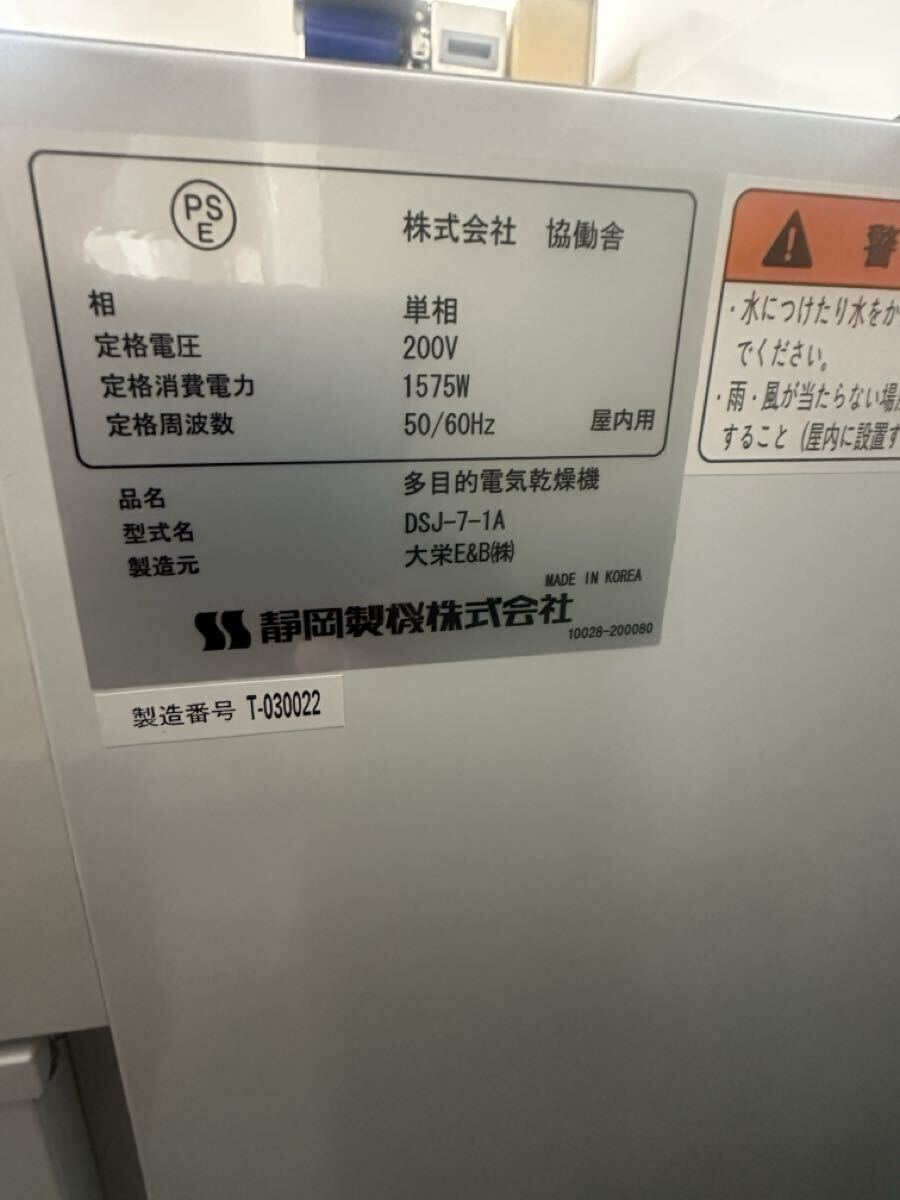 PS
E
株式会社 協働舎
相 単相
定格電圧 200V
定格消費電力 1575W
定格周波数 50/60Hz 屋内用
品名 多目的電気乾燥機
型式名 DSJ-7-1A
製造元 大栄E&B㈱
MADE IN KOREA
静岡製機株式会社
10028-200080
製造番号 T-030022
警
・水につけたり水をか
でください。
・雨・風が当たらない場所
すること（屋内に設置す